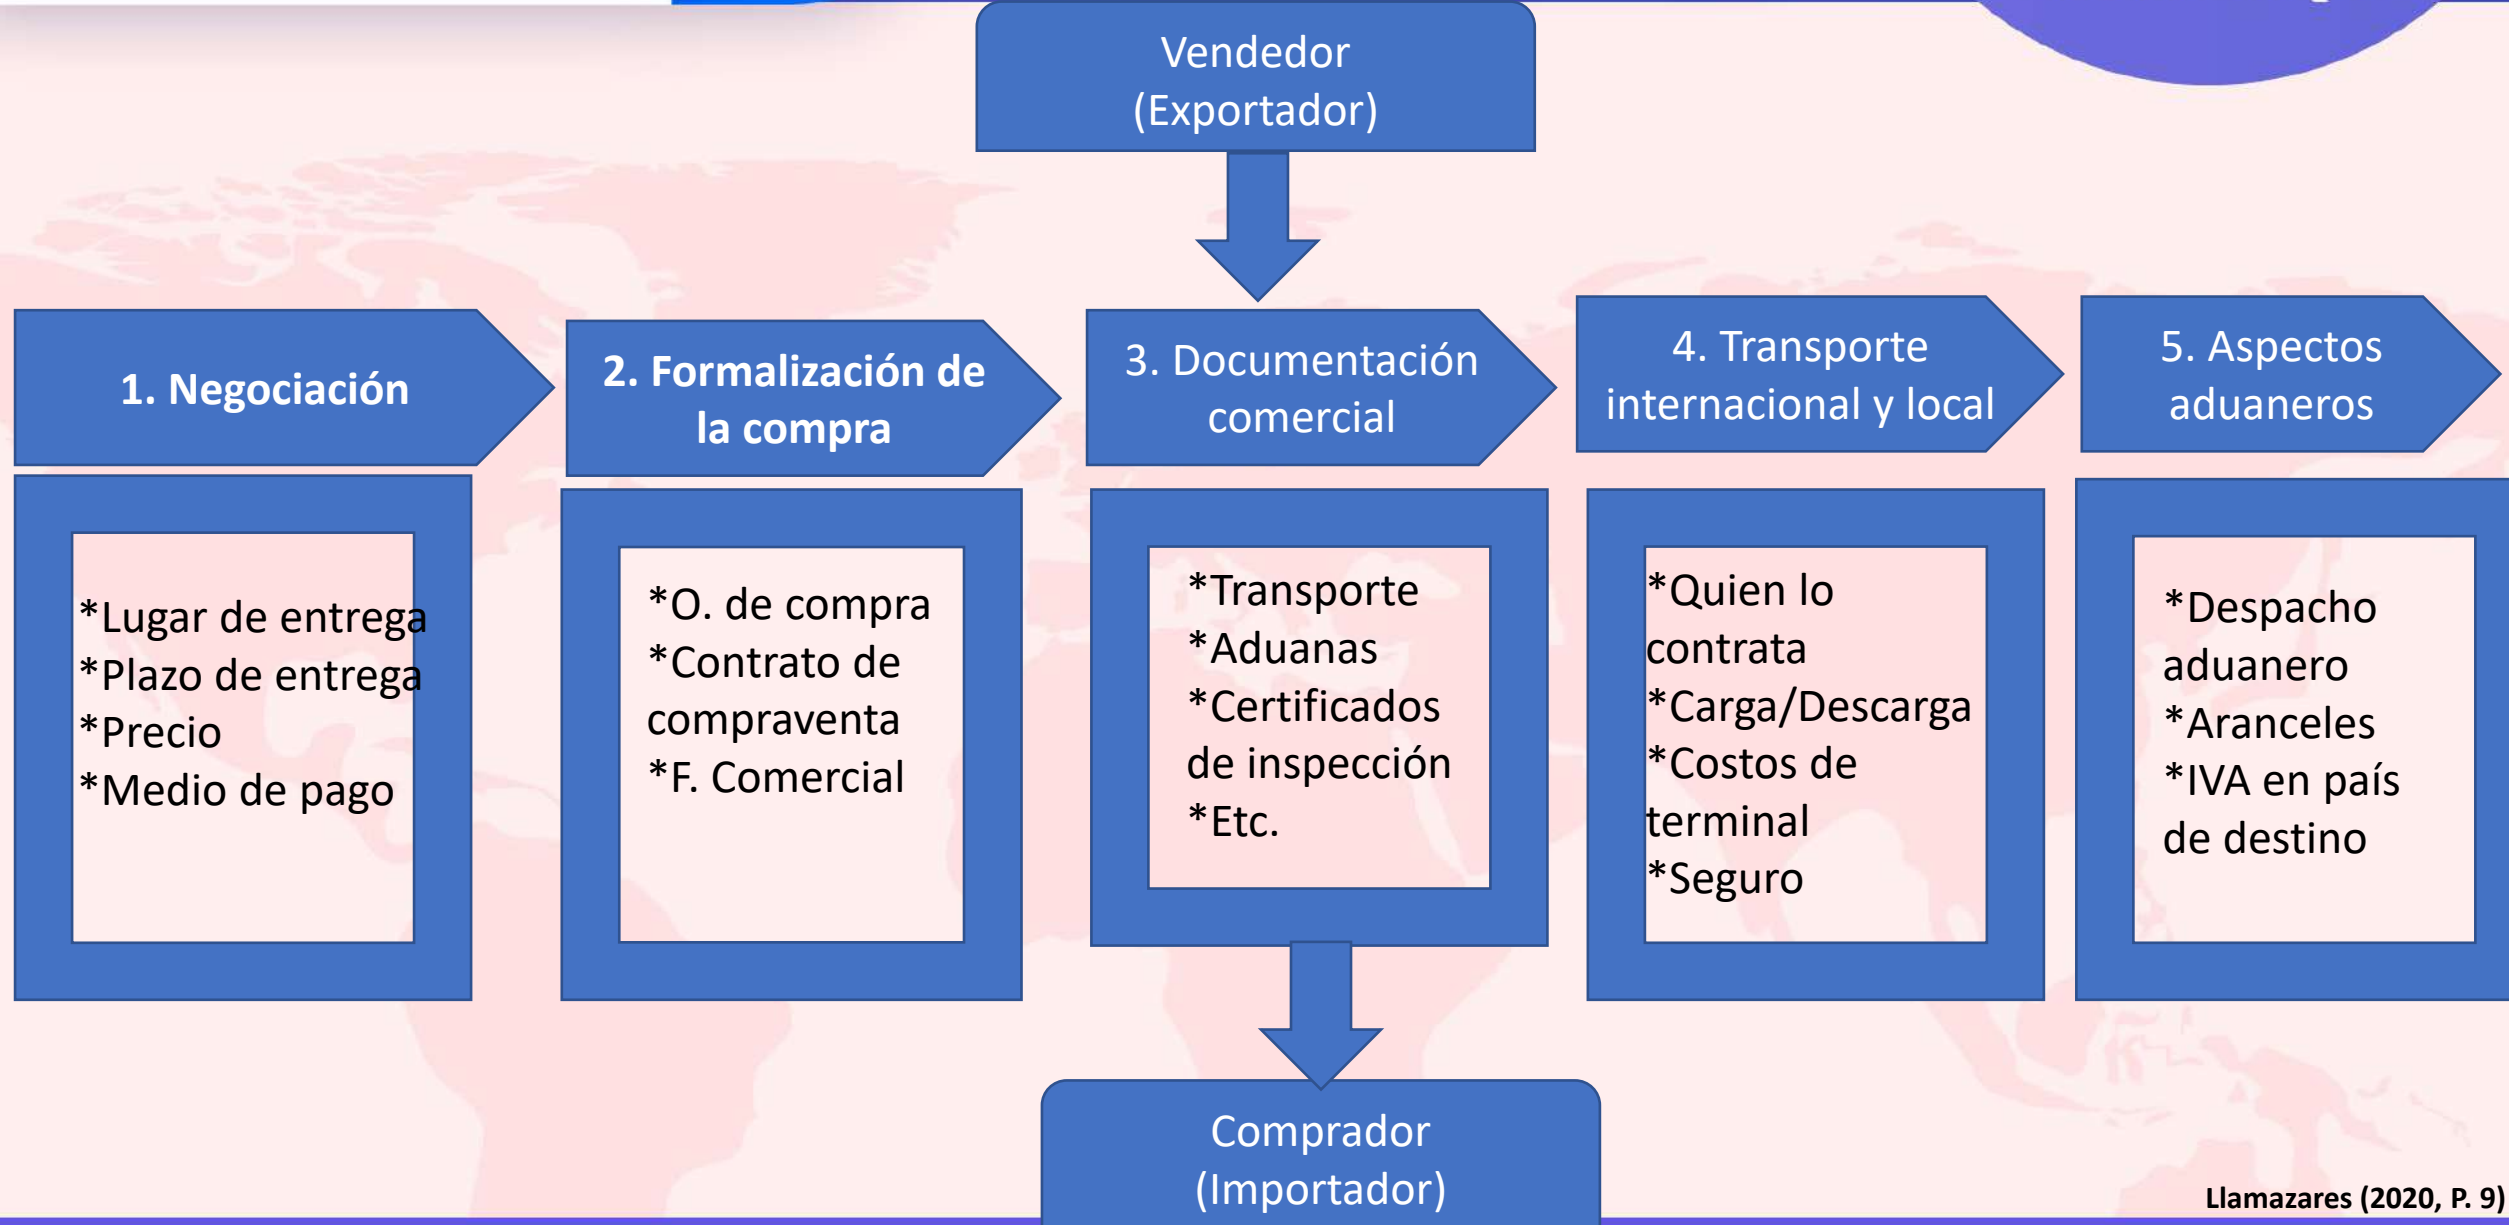 Vendedor
(Exportador)
1. Negociación
2. Formalización de
la compra
3. Documentación
comercial
4. Transporte
internacional y local
5. Aspectos
aduaneros
*Lugar de entrega
*Plazo de entrega
*Precio
*Medio de pago
*O. de compra
*Contrato de
compraventa
*F. Comercial
*Transporte
*Aduanas
*Certificados
de inspección
*Etc.
*Quien lo
contrata
*Carga/Descarga
*Costos de
terminal
*Seguro
*Despacho
aduanero
*Aranceles
*IVA en país
de destino
Comprador
(Importador)
Llamazares (2020, P. 9)